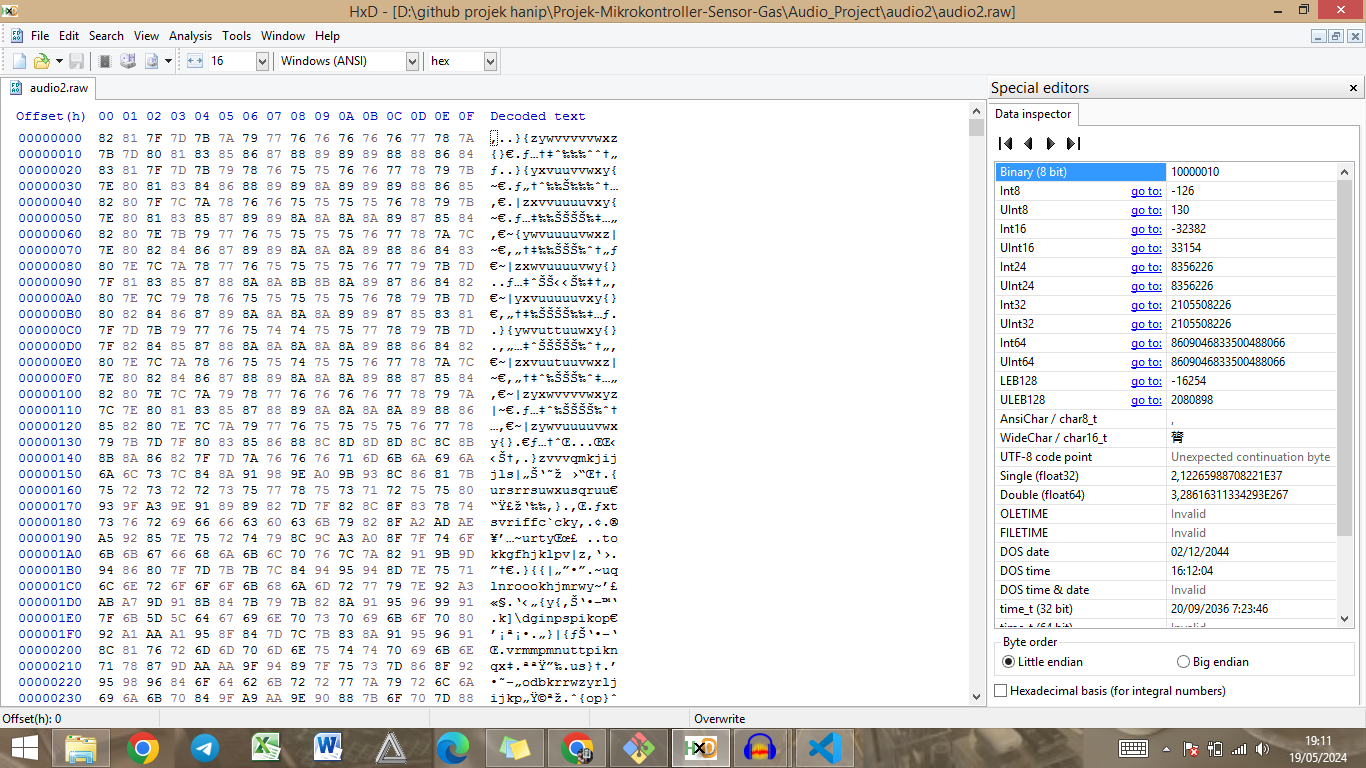 HxD - [D:\github projek hanip\Projek-Mikrokontroller-Sensor-Gas\Audio_Project\audio2\audio2.raw]
File Edit Search View Analysis Tools Window Help
16 Windows (ANSI) hex
audio2.raw
Offset(h) 00 01 02 03 04 05 06 07 08 09 0A 0B 0C 0D 0E 0F Decoded text
00000000 82 81 7F 7D 7B 7A 79 77 76 76 76 76 76 77 78 7A ‚..}{zywvvvvvwxz
00000010 7B 7D 80 81 83 85 86 87 88 89 89 89 88 88 86 84 {}€.ƒ…†‡ˆ‰‰‰ˆˆ†„
00000020 83 81 7F 7D 7B 79 78 76 75 75 76 76 77 78 79 7B ƒ..}{yxvuuvvwxy{
00000030 7E 80 81 83 84 86 88 89 89 8A 89 89 89 88 86 85 ~€.ƒ„†ˆ‰‰Š‰‰‰ˆ†…
00000040 82 80 7F 7C 7A 78 76 76 75 75 75 75 76 78 79 7B ‚€.|zxvvuuuuvxy{
00000050 7E 80 81 83 85 87 89 89 8A 8A 8A 8A 89 87 85 84 ~€.ƒ…‡‰‰ŠŠŠŠ‰‡…„
00000060 82 80 7E 7B 79 77 76 75 75 75 75 76 77 78 7A 7C ‚€~{ywvuuuuvwxz|
00000070 7E 80 82 84 86 87 89 89 8A 8A 8A 89 88 86 84 83 ~€‚„†‡‰‰ŠŠŠ‰ˆ†„ƒ
00000080 80 7E 7C 7A 78 77 76 75 75 75 75 76 77 79 7B 7D €~|zxwvuuuuvwy{}
00000090 7F 81 83 85 87 88 8A 8A 8B 8B 8A 89 87 86 84 82 ..ƒ…‡ˆŠŠ‹‹Š‰‡†„‚
000000A0 80 7E 7C 79 78 76 75 75 75 75 75 76 78 79 7B 7D €~|yxvuuuuuvxy{}
000000B0 80 82 84 86 87 89 8A 8A 8A 8A 89 89 87 85 83 81 €‚„†‡‰ŠŠŠŠ‰‰‡…ƒ.
000000C0 7F 7D 7B 79 77 76 75 74 74 75 75 77 78 79 7B 7D .}{ywvuttuuwxy{}
000000D0 7F 82 84 85 87 88 8A 8A 8A 8A 89 88 86 84 82 .‚„…‡ˆŠŠŠŠ‰ˆ†„‚
000000E0 80 7E 7C 7A 78 76 75 75 74 75 75 76 77 78 7A 7C €~|zxvuutuuvwxz|
000000F0 7E 80 82 84 86 87 88 89 8A 8A 8A 89 88 87 85 84 ~€‚„†‡ˆ‰ŠŠŠ‰ˆ‡…„
00000100 82 80 7E 7C 7A 79 78 77 76 76 76 76 77 78 79 7A ‚€~|zyxwvvvvwxyz
00000110 7C 7E 80 81 83 85 87 88 89 8A 8A 8A 8A 89 88 86 |~€.ƒ…‡ˆ‰ŠŠŠŠ‰ˆ†
00000120 85 82 80 7E 7C 7A 79 77 76 75 75 75 75 76 77 78 …‚€~|zywvuuuuvwx
00000130 79 7B 7D 7F 80 83 85 86 88 8C 8D 8D 8D 8C 8C 8B y{}.€ƒ…†ˆŒ...ŒŒ‹
00000140 8B 8A 86 82 7F 7D 7A 76 76 76 71 6D 6B 6A 69 6A ‹Š†‚.}zvvvqmkjij
00000150 6A 6C 73 7C 84 8A 91 98 9E A0 9B 93 8C 86 81 7B jls|„Š‘˜ž ›“Œ†.{
00000160 75 72 73 72 72 73 75 77 78 75 73 71 72 75 75 80 ursrrsuwxusqruu€
00000170 93 9F A3 9E 91 89 89 82 7D 7F 82 8C 8F 83 78 74 “Ÿ£ž‘‰‰‚}.‚Œ.ƒxt
00000180 73 76 72 69 66 66 63 60 63 6B 79 82 8F A2 AD AE svriffc`cky‚.¢.®
00000190 A5 92 85 7E 75 72 74 79 8C 9C A3 A0 8F 7F 74 6F ¥’…~urtyŒœ£ ..to
000001A0 6B 6B 67 66 68 6A 6B 6C 70 76 7C 7A 82 91 9B 9D kkgfhjklpv|z‚‘›.
000001B0 94 86 80 7F 7D 7B 7B 7C 84 94 95 94 8D 7E 75 71 ”†€.}{{|„”•”.~uq
000001C0 6C 6E 72 6F 6F 6F 6B 68 6A 6D 72 77 79 7E 92 A3 lnroookhjmrwy~’£
000001D0 AB A7 9D 91 8B 84 7B 79 7B 82 8A 91 95 96 99 91 «§.‘‹„{y{‚Š‘•–™‘
000001E0 7F 6B 5D 5C 64 67 69 6E 70 73 70 69 6B 6F 70 80 .k]\dginpspikop€
000001F0 92 A1 AA A1 95 8F 84 7D 7C 7B 83 8A 91 95 96 91 ’¡ª¡•.„}|{ƒŠ‘•–‘
00000200 8C 81 76 72 6D 6D 70 6D 6E 75 74 74 70 69 6B 6E Œ.vrmmpmnuttpikn
00000210 71 78 87 9D AA AA 9F 94 89 7F 75 73 7D 86 8F 92 qx‡.ªªŸ”‰.us}†.’
00000220 95 98 96 84 6F 64 62 6B 72 72 77 7A 79 72 6C 6A •˜–„odbkrrwzyrlj
00000230 69 6A 6B 70 84 9F A9 AA 9E 90 88 7B 6F 70 7D 88 ijkp„Ÿ©ªž.ˆ{op}ˆ
Special editors
Data inspector
Binary (8 bit) 10000010
Int8 go to: -126
UInt8 go to: 130
Int16 go to: -32382
UInt16 go to: 33154
Int24 go to: 8356226
UInt24 go to: 8356226
Int32 go to: 2105508226
UInt32 go to: 2105508226
Int64 go to: 8609046833500488066
UInt64 go to: 8609046833500488066
LEB128 go to: -16254
ULEB128 go to: 2080898
AnsiChar / char8_t ‚
WideChar / char16_t
UTF-8 code point Unexpected continuation byte
Single (float32) 2,12265988708221E37
Double (float64) 3,28616311334293E267
OLETIME Invalid
FILETIME Invalid
DOS date 02/12/2044
DOS time 16:12:04
DOS time & date Invalid
time_t (32 bit) 20/09/2036 7:23:46
Byte order
Little endian Big endian
Hexadecimal basis (for integral numbers)
Offset(h): 0 Overwrite
19:11
19/05/2024